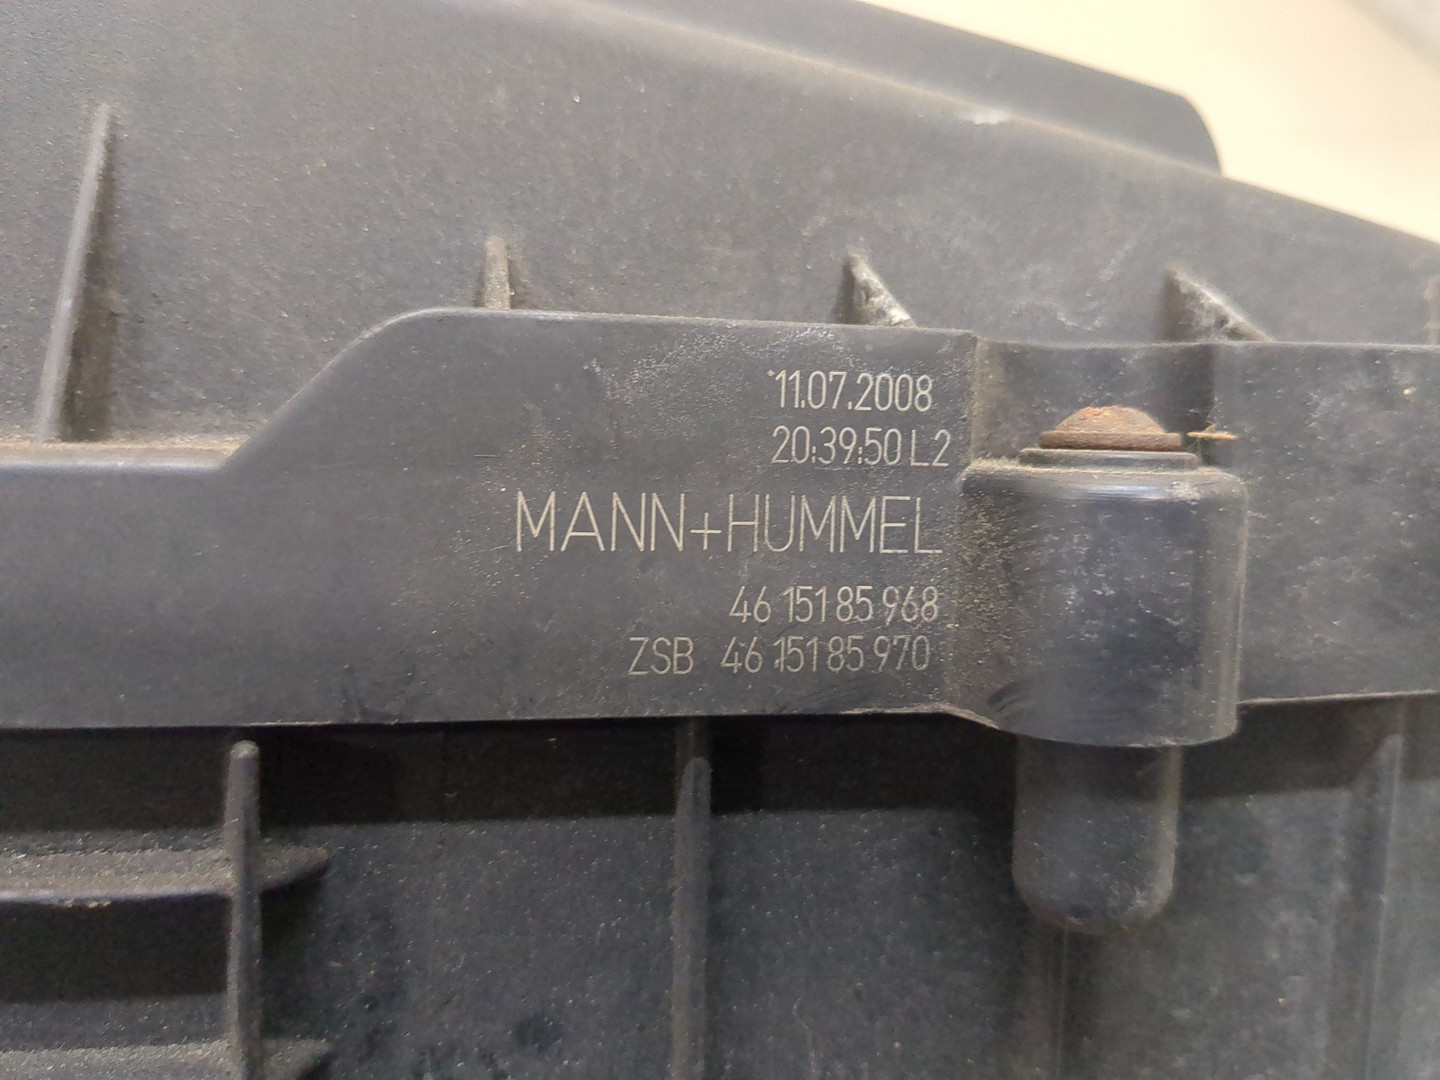 11.07.2008
20:39:50 L2
MANN+HUMMEL
46 151 85 968
ZSB 46 151 85 970